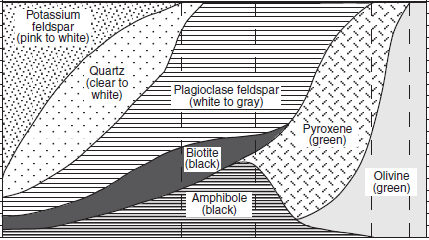 Potassium
feldspar
(pink to white)
Quartz
(clear to
white)
Plagioclase feldspar
(white to gray)
Pyroxene
(green)
Biotite
(black)
Olivine
(green)
Amphibole
(black)